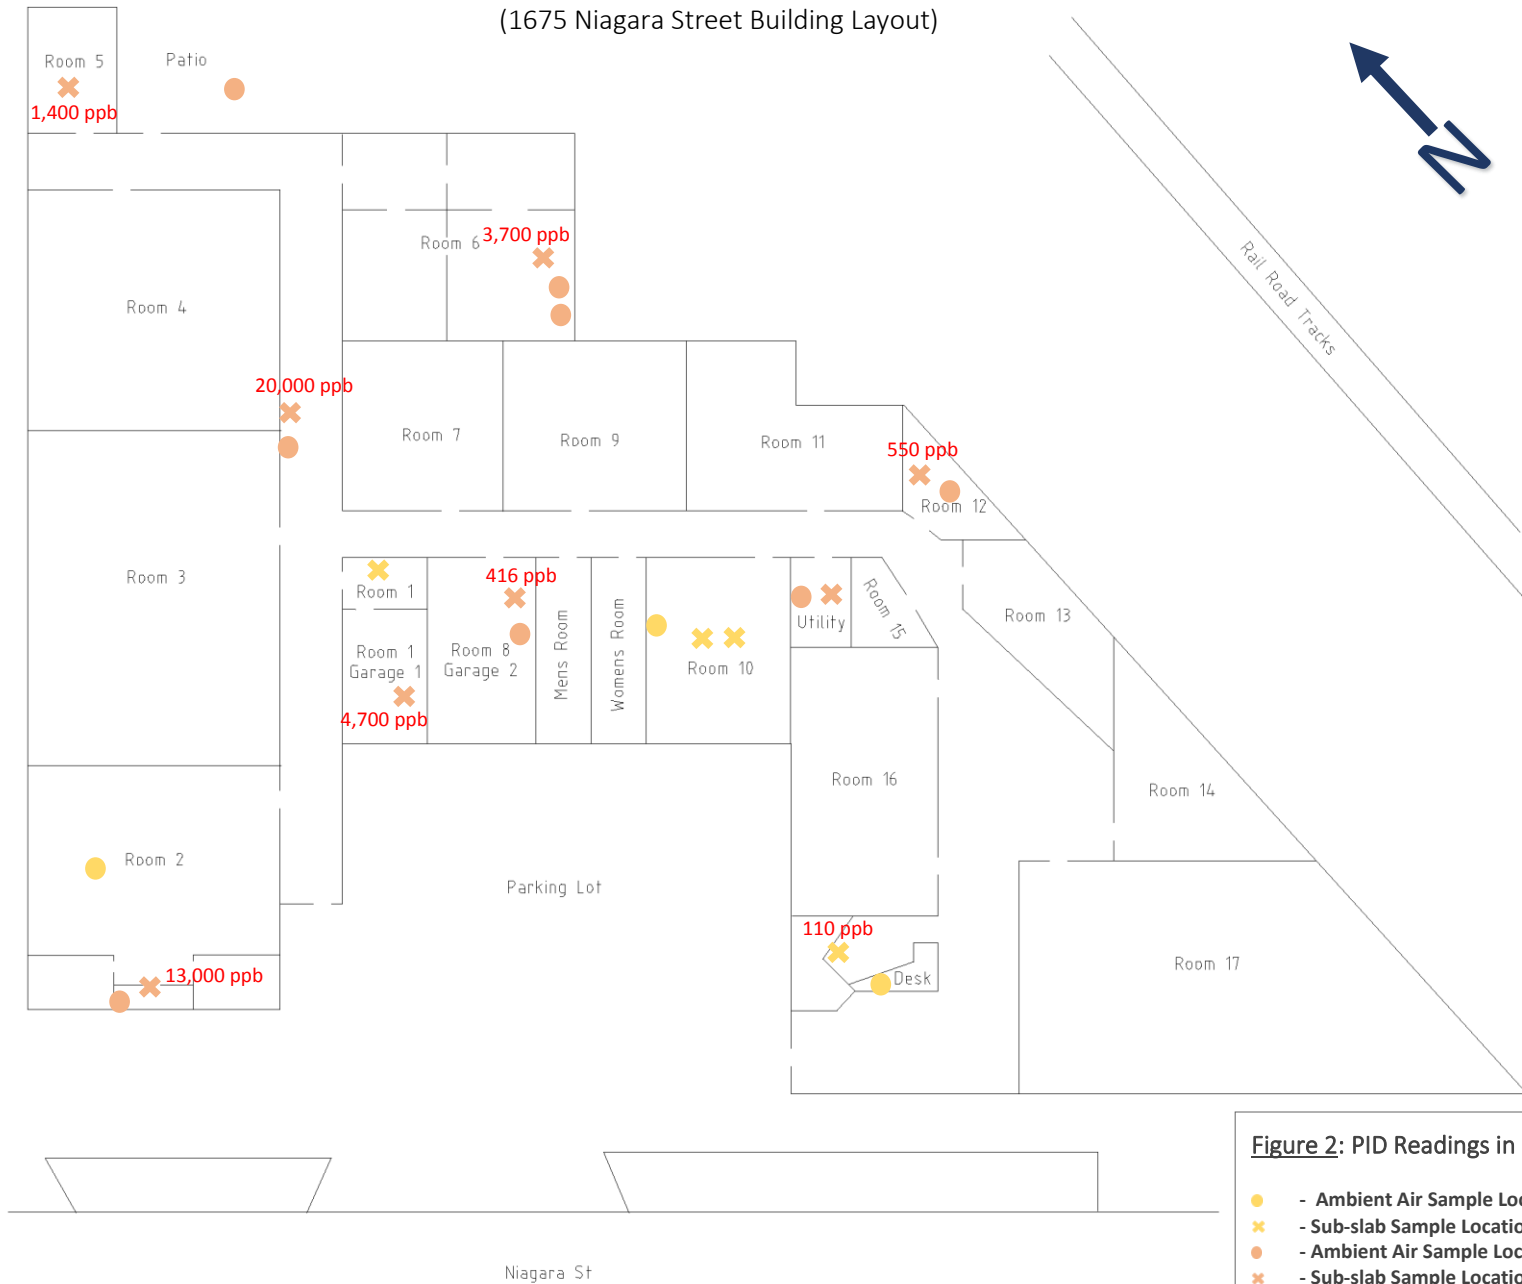 (1675 Niagara Street Building Layout)
Room 5
Patio
1,400 ppb
N
Rail Road Tracks
3,700 ppb
Room 6
Room 4
20,000 ppb
Room 7
Room 9
Room 11
550 ppb
Room 12
Room 3
Room 1
416 ppb
Room 1
Garage 1
4,700 ppb
Room 8
Garage 2
Mens Room
Womens Room
Room 10
Utility
Room 15
Room 13
Room 16
Room 14
Room 2
Parking Lot
110 ppb
Desk
Room 17
13,000 ppb
Figure 2: PID Readings in
- Ambient Air Sample Loc
- Sub-slab Sample Locatio
- Ambient Air Sample Loc
- Sub-slab Sample Locatio
Niagara St